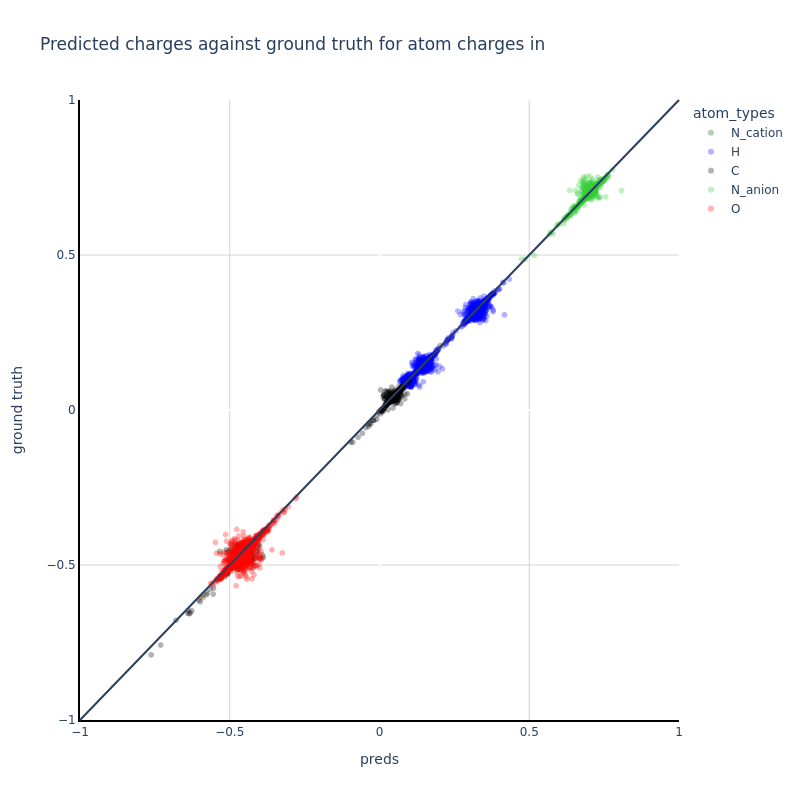 Predicted charges against ground truth for atom charges in
atom_types
N_cation
H
C
N_anion
O
1
0.5
0
−0.5
−1
−1
−0.5
0
0.5
1
ground truth
preds